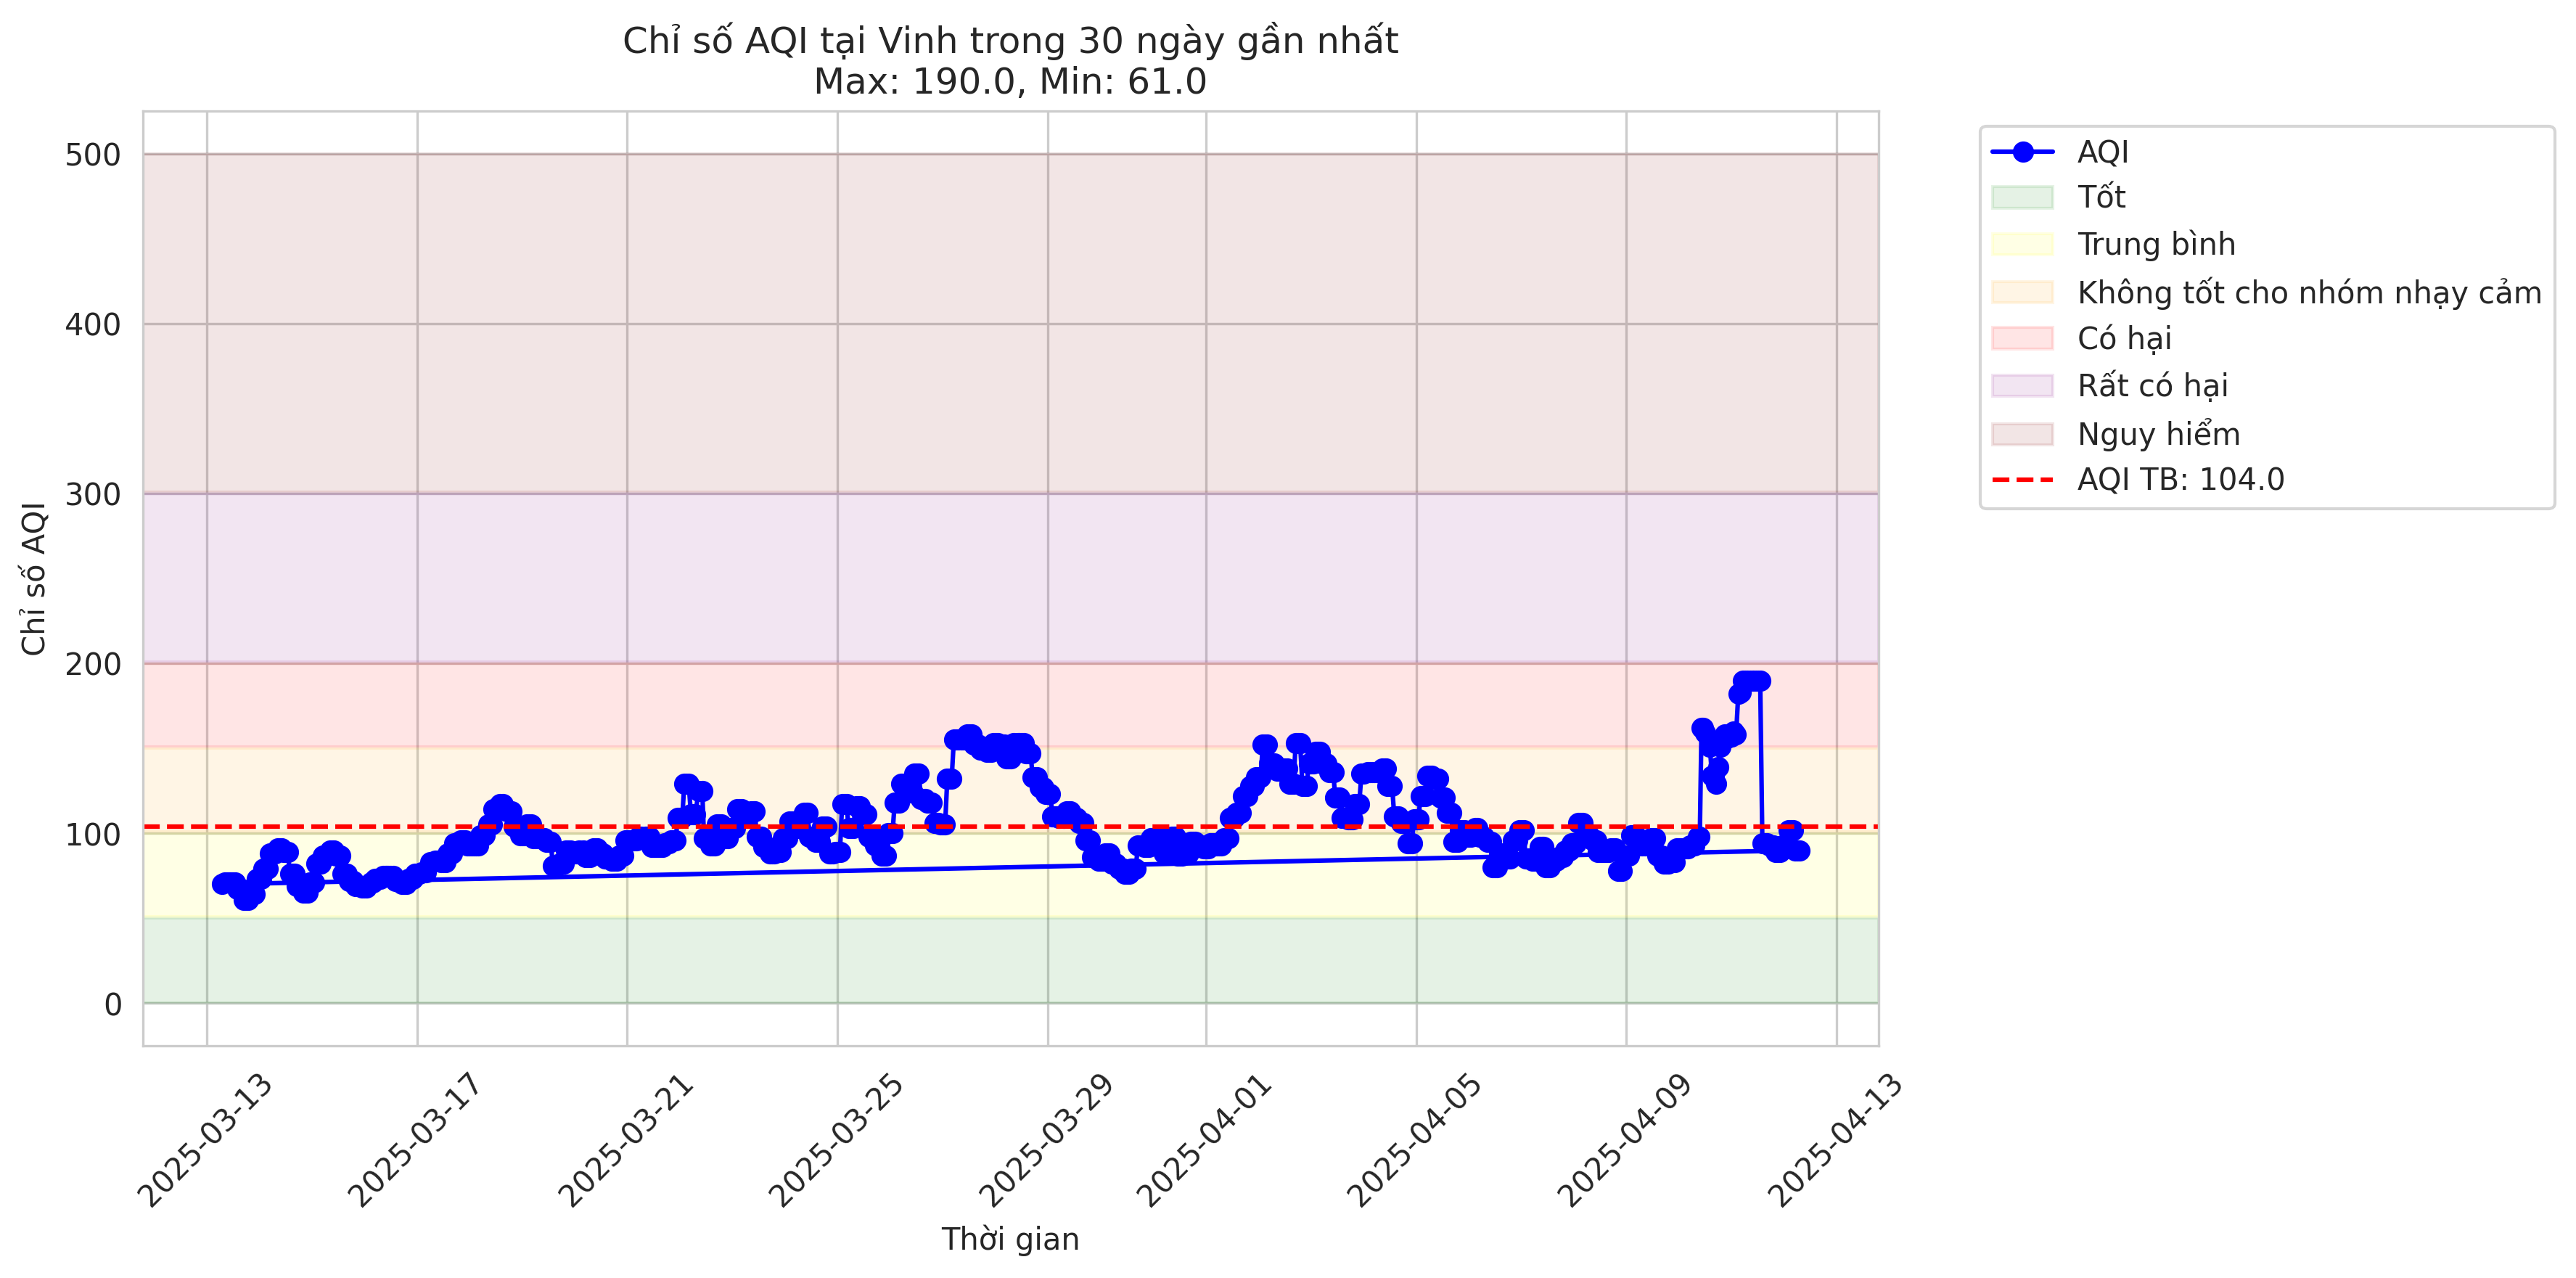 Chỉ số AQI tại Vinh trong 30 ngày gần nhất
Max: 190.0, Min: 61.0
Chỉ số AQI
500
400
300
200
100
0
2025-03-13
2025-03-17
2025-03-21
2025-03-25
2025-03-29
2025-04-01
2025-04-05
2025-04-09
2025-04-13
Thời gian
AQI
Tốt
Trung bình
Không tốt cho nhóm nhạy cảm
Có hại
Rất có hại
Nguy hiểm
AQI TB: 104.0